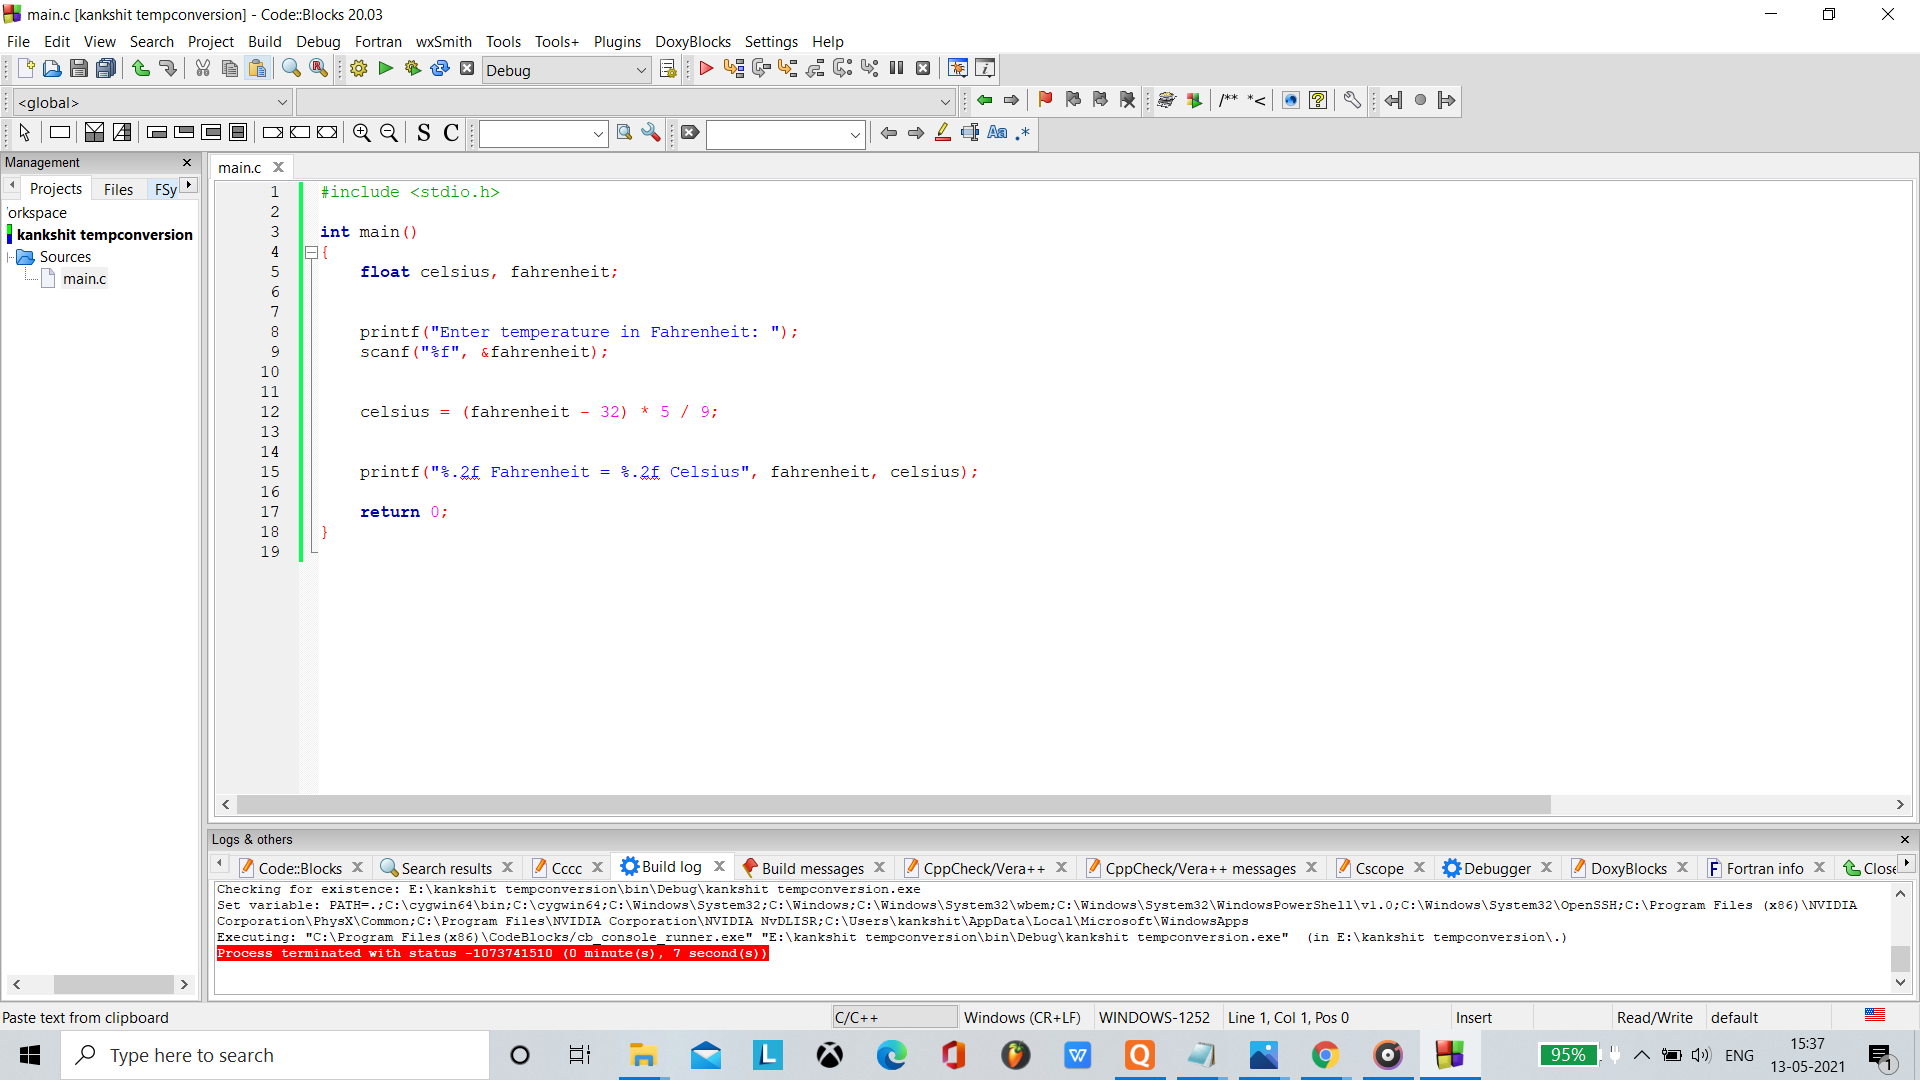 main.c [kankshit tempconversion] - Code::Blocks 20.03
File Edit View Search Project Build Debug Fortran wxSmith Tools Tools+ Plugins DoxyBlocks Settings Help
Debug
<global>
/** *<
S C
Aa .*
Management
Projects Files FSy
orkspace
kankshit tempconversion
Sources
main.c
main.c
1 #include <stdio.h>
2
3 int main()
4 {
5 float celsius, fahrenheit;
6
7
8 printf("Enter temperature in Fahrenheit: ");
9 scanf("%f", &fahrenheit);
10
11
12 celsius = (fahrenheit - 32) * 5 / 9;
13
14
15 printf("%.2f Fahrenheit = %.2f Celsius", fahrenheit, celsius);
16
17 return 0;
18 }
19
Logs & others
Code::Blocks Search results Cccc Build log Build messages CppCheck/Vera++ CppCheck/Vera++ messages Cscope Debugger DoxyBlocks Fortran info Close
Checking for existence: E:\kankshit tempconversion\bin\Debug\kankshit tempconversion.exe
Set variable: PATH=.;C:\cygwin64\bin;C:\cygwin64;C:\Windows\System32;C:\Windows;C:\Windows\System32\wbem;C:\Windows\System32\WindowsPowerShell\v1.0;C:\Windows\System32\OpenSSH;C:\Program Files (x86)\NVIDIA
Corporation\PhysX\Common;C:\Program Files\NVIDIA Corporation\NVIDIA NvDLISR;C:\Users\kankshit\AppData\Local\Microsoft\WindowsApps
Executing: "C:\Program Files(x86)\CodeBlocks/cb_console_runner.exe" "E:\kankshit tempconversion\bin\Debug\kankshit tempconversion.exe" (in E:\kankshit tempconversion\.)
Process terminated with status -1073741510 (0 minute(s), 7 second(s))
Paste text from clipboard C/C++ Windows (CR+LF) WINDOWS-1252 Line 1, Col 1, Pos 0 Insert Read/Write default
Type here to search 95% ENG 15:37
13-05-2021 1